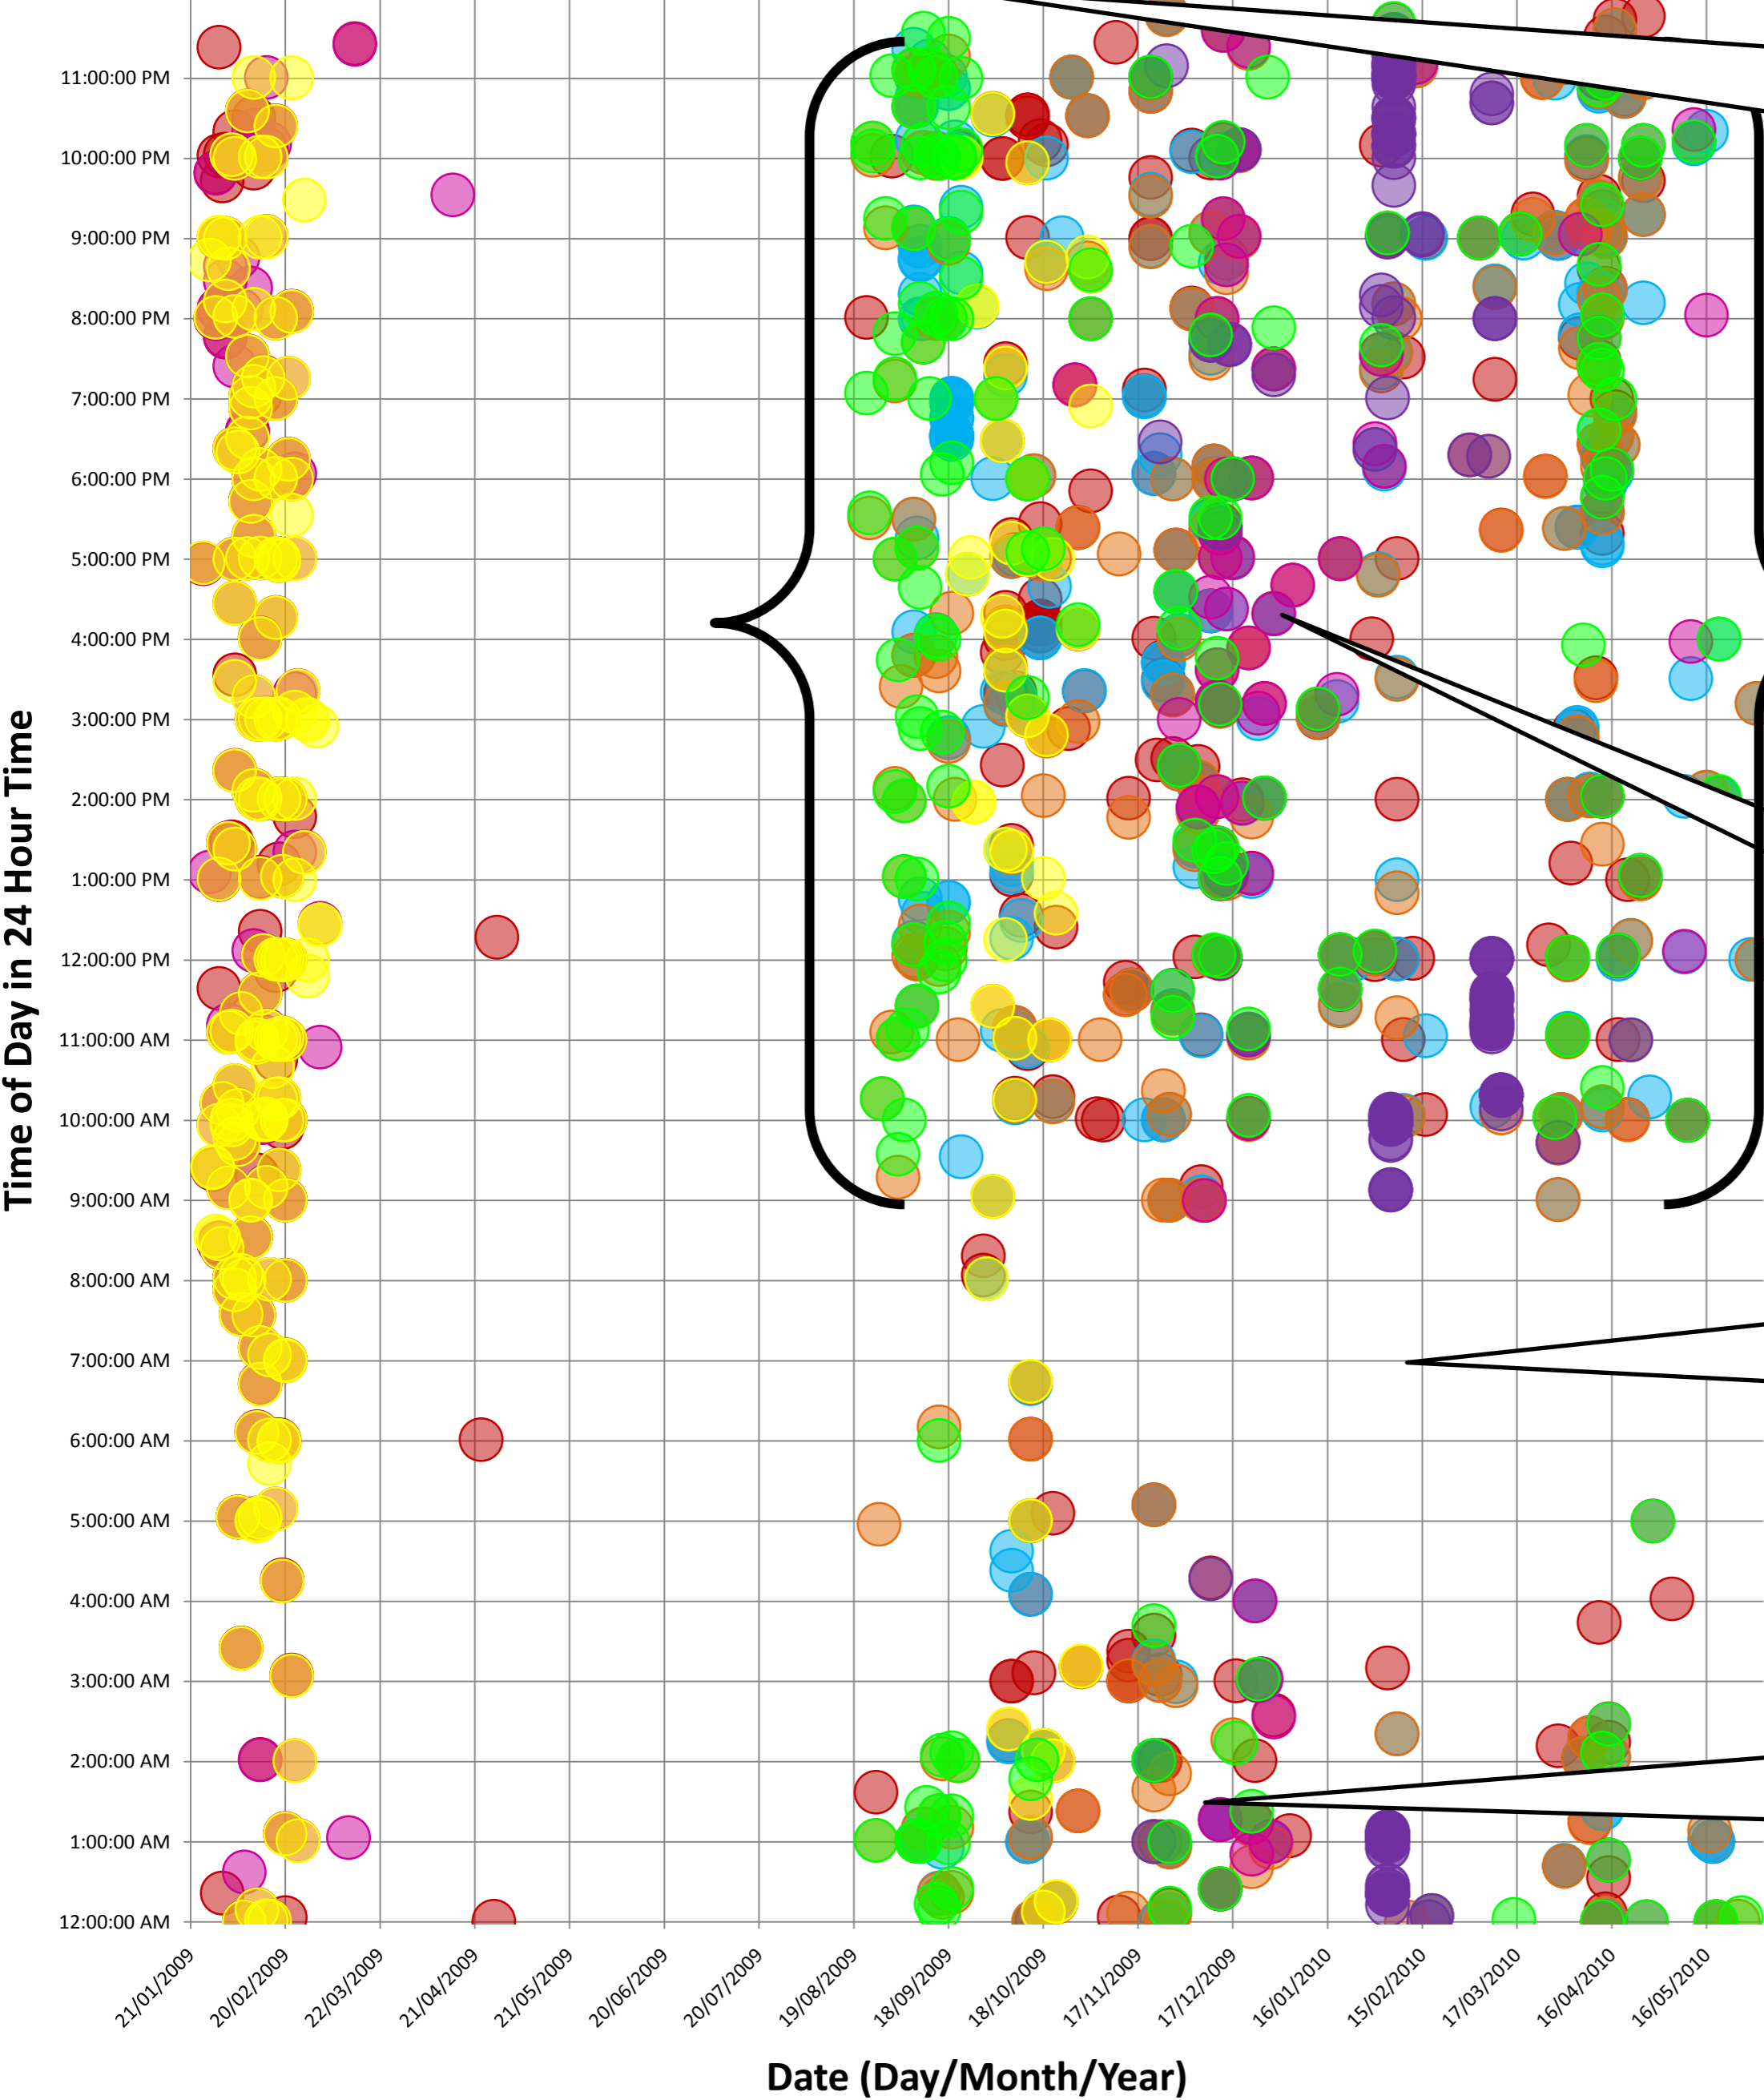 11:00:00 PM
10:00:00 PM
9:00:00 PM
8:00:00 PM
7:00:00 PM
6:00:00 PM
5:00:00 PM
4:00:00 PM
3:00:00 PM
2:00:00 PM
1:00:00 PM
12:00:00 PM
11:00:00 AM
10:00:00 AM
9:00:00 AM
8:00:00 AM
7:00:00 AM
6:00:00 AM
5:00:00 AM
4:00:00 AM
3:00:00 AM
2:00:00 AM
1:00:00 AM
12:00:00 AM
Time of Day in 24 Hour Time
21/01/2009
20/02/2009
22/03/2009
21/04/2009
21/05/2009
20/06/2009
20/07/2009
19/08/2009
18/09/2009
18/10/2009
17/11/2009
17/12/2009
16/01/2010
15/02/2010
17/03/2010
16/04/2010
16/05/2010
Date (Day/Month/Year)